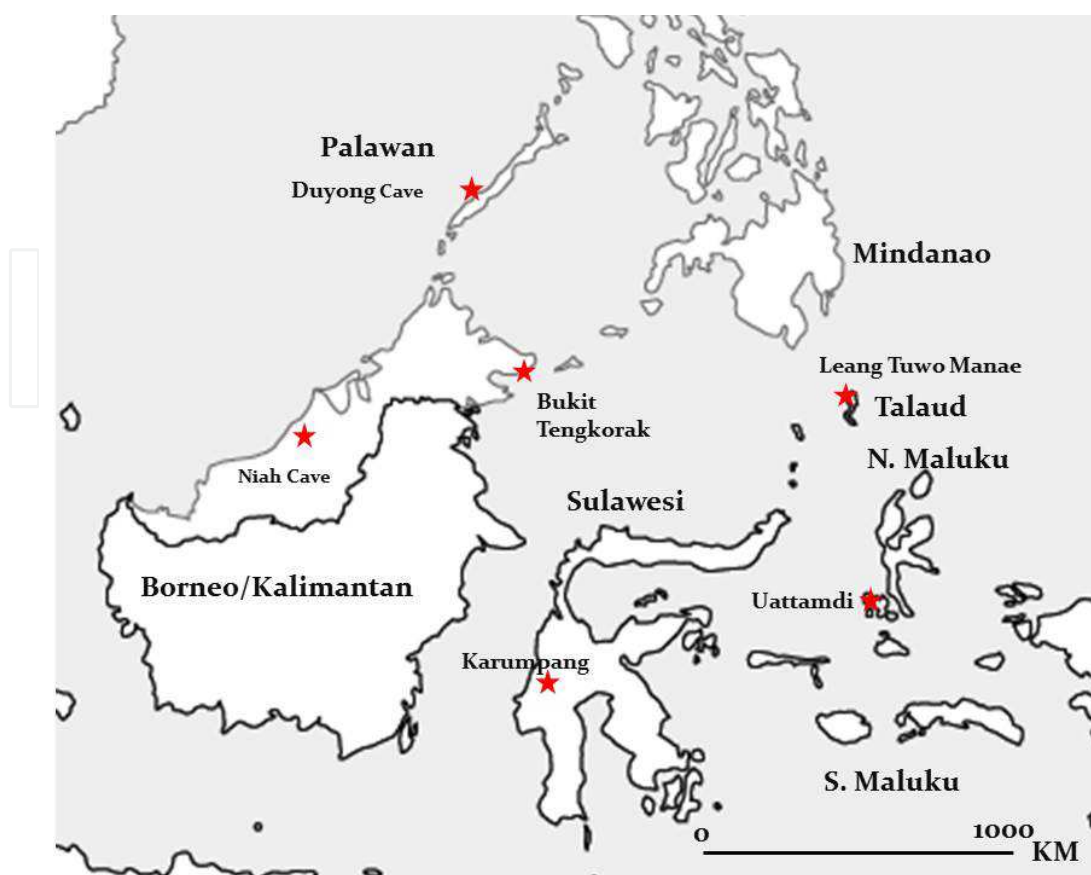 Palawan
Duyong Cave
Mindanao
Leang Tuwo Manae
Talaud
Bukit
Tengkorak
N. Maluku
Niah Cave
Sulawesi
Borneo/Kalimantan
Uattamdi
Karumpang
S. Maluku
0 1000
KM